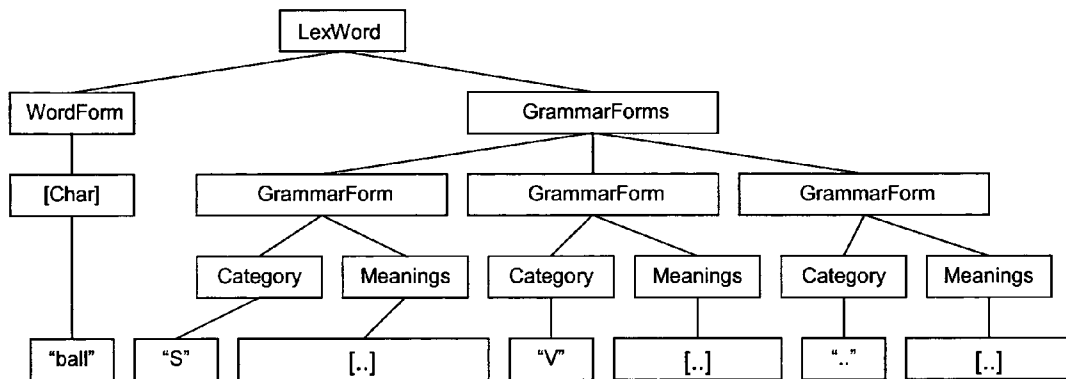 LexWord
WordForm GrammarForms
[Char] GrammarForm GrammarForm GrammarForm
Category Meanings Category Meanings Category Meanings
“ball” “S” [..] “V” [..] “..” [..]